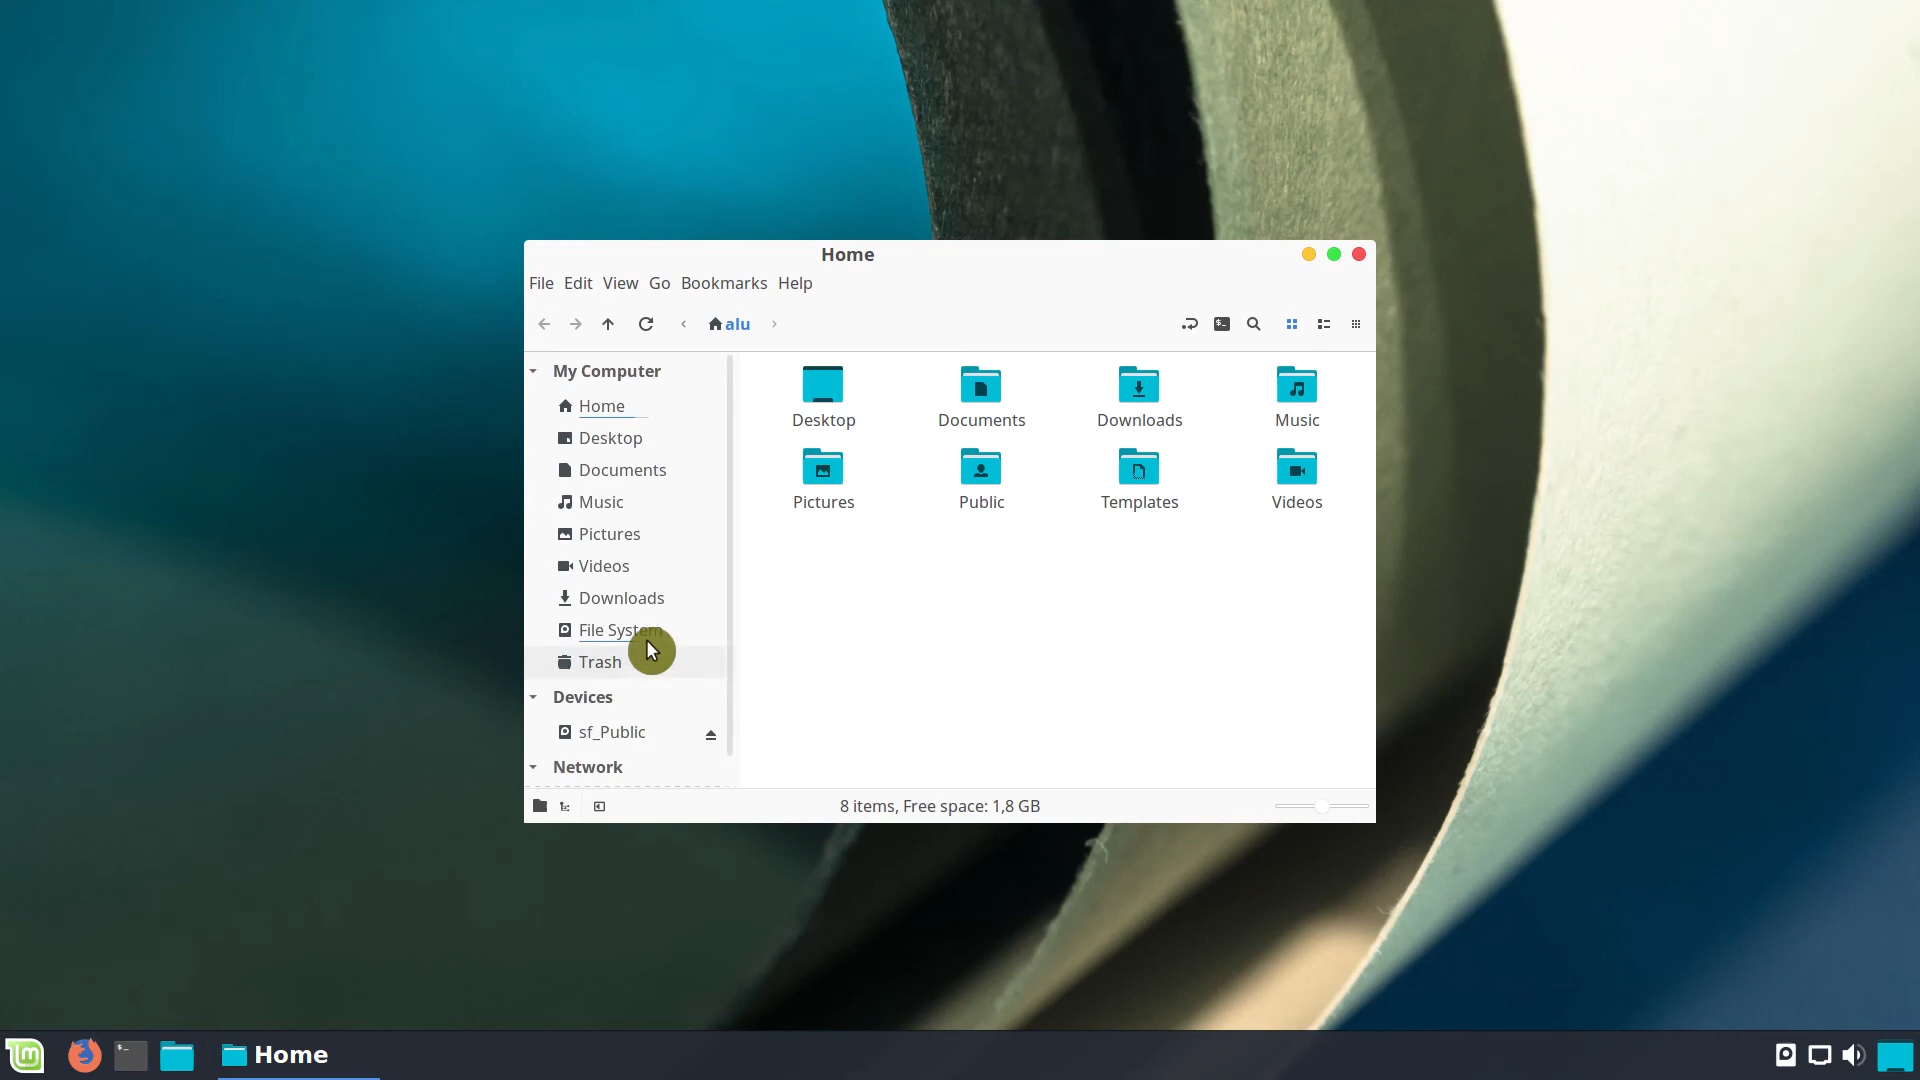 Home
File Edit View Go Bookmarks Help
alu
My Computer
Home
Desktop
Documents
Music
Pictures
Videos
Downloads
File System
Trash
Devices
sf_Public
Network
Desktop Documents Downloads Music
Pictures Public Templates Videos
8 items, Free space: 1,8 GB
Home